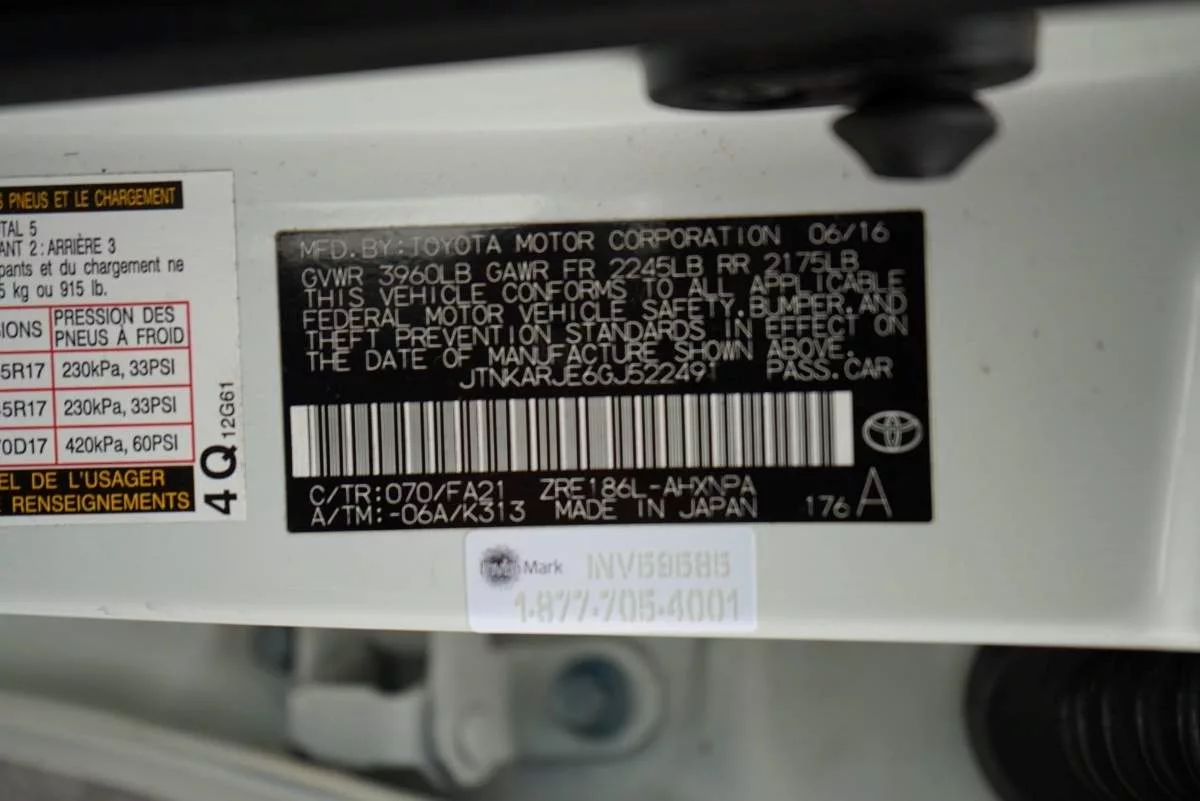 S PNEUS ET LE CHARGEMENT
TAL 5
ANT 2 : ARRIÈRE 3
pants et du chargement ne
5 kg ou 915 lb.
IONS PRESSION DES
PNEUS À FROID
5R17 230kPa, 33PSI
5R17 230kPa, 33PSI
70D17 420kPa, 60PSI
EL DE L'USAGER
E RENSEIGNEMENTS
4Q 12G61
MFD. BY: TOYOTA MOTOR CORPORATION 06/16
GVWR 3960LB GAWR FR 2245LB RR 2175LB
THIS VEHICLE CONFORMS TO ALL APPLICABLE
FEDERAL MOTOR VEHICLE SAFETY, BUMPER, AND
THEFT PREVENTION STANDARDS IN EFFECT ON
THE DATE OF MANUFACTURE SHOWN ABOVE.
JTNKARJE6GJ522491 PASS. CAR
C/TR: 070/FA21 ZRE186L-AHXNPA
A/TM: -06A/K313 MADE IN JAPAN 176 A
Mark INV59585
1-877-705-4001